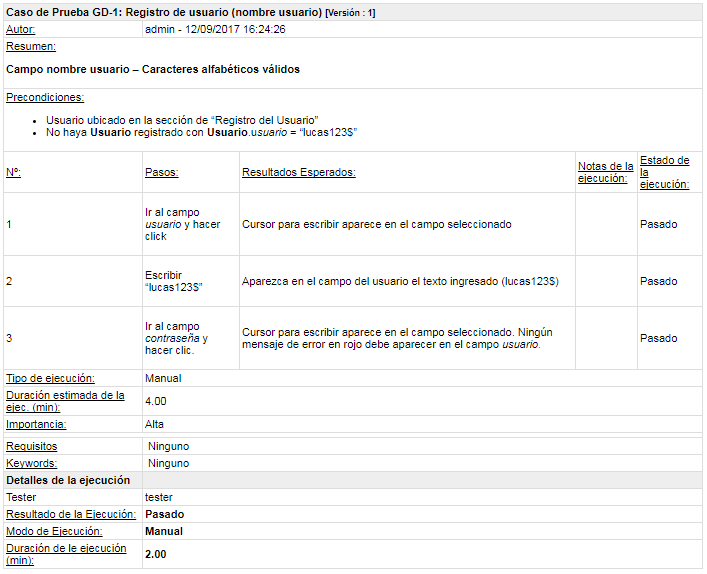 Caso de Prueba GD-1: Registro de usuario (nombre usuario) [Versión : 1]
Autor: admin - 12/09/2017 16:24:26
Resumen:
Campo nombre usuario – Caracteres alfabéticos válidos
Precondiciones:
• Usuario ubicado en la sección de “Registro del Usuario”
• No haya Usuario registrado con Usuario.usuario = “lucas123$”
Nº: Pasos: Resultados Esperados: Notas de la ejecución: Estado de la ejecución:
1 Ir al campo usuario y hacer click Cursor para escribir aparece en el campo seleccionado Pasado
2 Escribir “lucas123$” Aparezca en el campo del usuario el texto ingresado (lucas123$) Pasado
3 Ir al campo contraseña y hacer clic. Cursor para escribir aparece en el campo seleccionado. Ningún mensaje de error en rojo debe aparecer en el campo usuario. Pasado
Tipo de ejecución: Manual
Duración estimada de la ejec. (min): 4.00
Importancia: Alta
Requisitos Ninguno
Keywords: Ninguno
Detalles de la ejecución
Tester tester
Resultado de la Ejecución: Pasado
Modo de Ejecución: Manual
Duración de le ejecución (min): 2.00